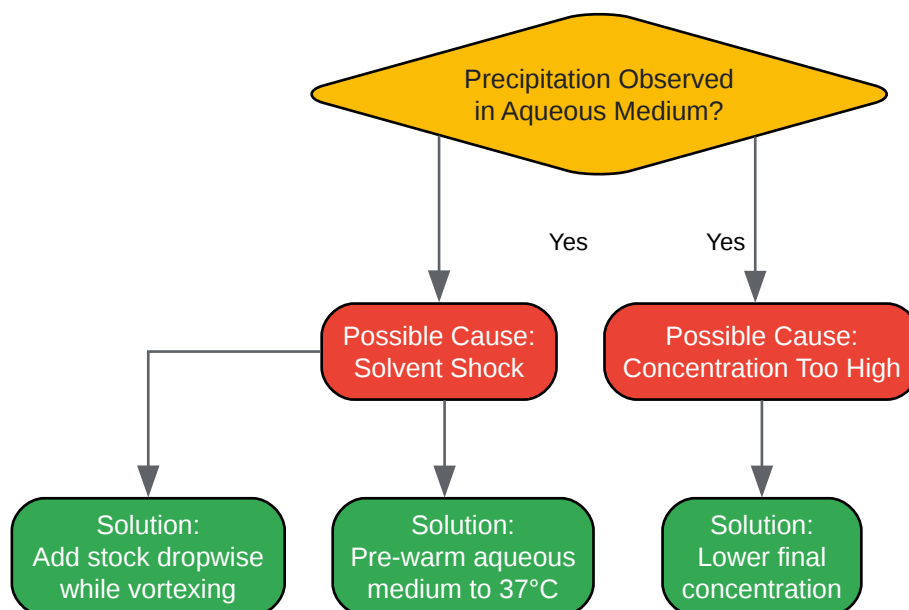 Precipitation Observed
in Aqueous Medium?
Yes
Yes
Possible Cause:
Solvent Shock
Possible Cause:
Concentration Too High
Solution:
Add stock dropwise
while vortexing
Solution:
Pre-warm aqueous
medium to 37°C
Solution:
Lower final
concentration